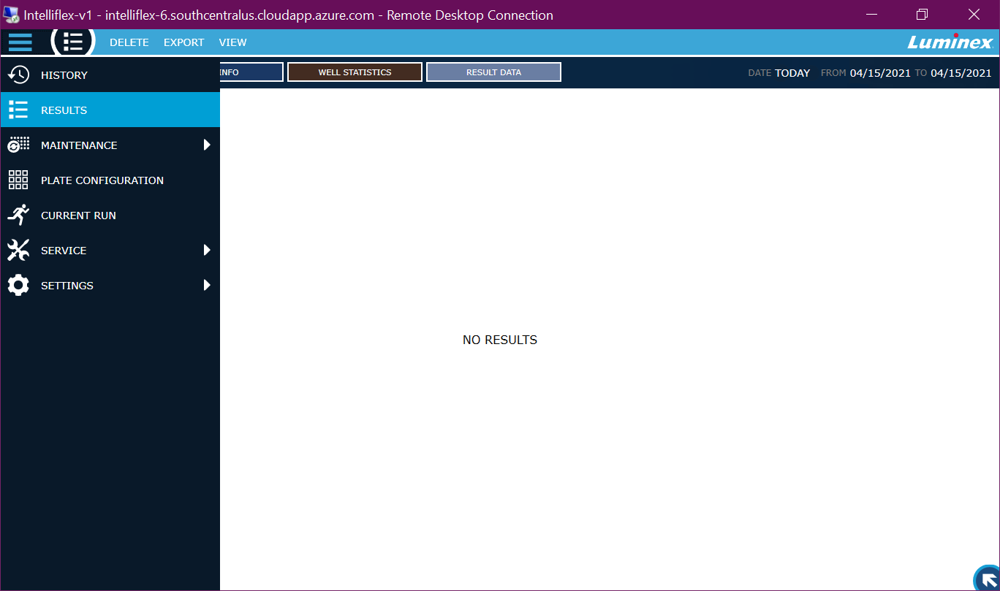 Intelliflex-v1 - intelliflex-6.southcentralus.cloudapp.azure.com - Remote Desktop Connection
DELETE EXPORT VIEW Luminex
INFO WELL STATISTICS RESULT DATA DATE TODAY FROM 04/15/2021 TO 04/15/2021
HISTORY
RESULTS
MAINTENANCE
PLATE CONFIGURATION
CURRENT RUN
SERVICE
SETTINGS
NO RESULTS